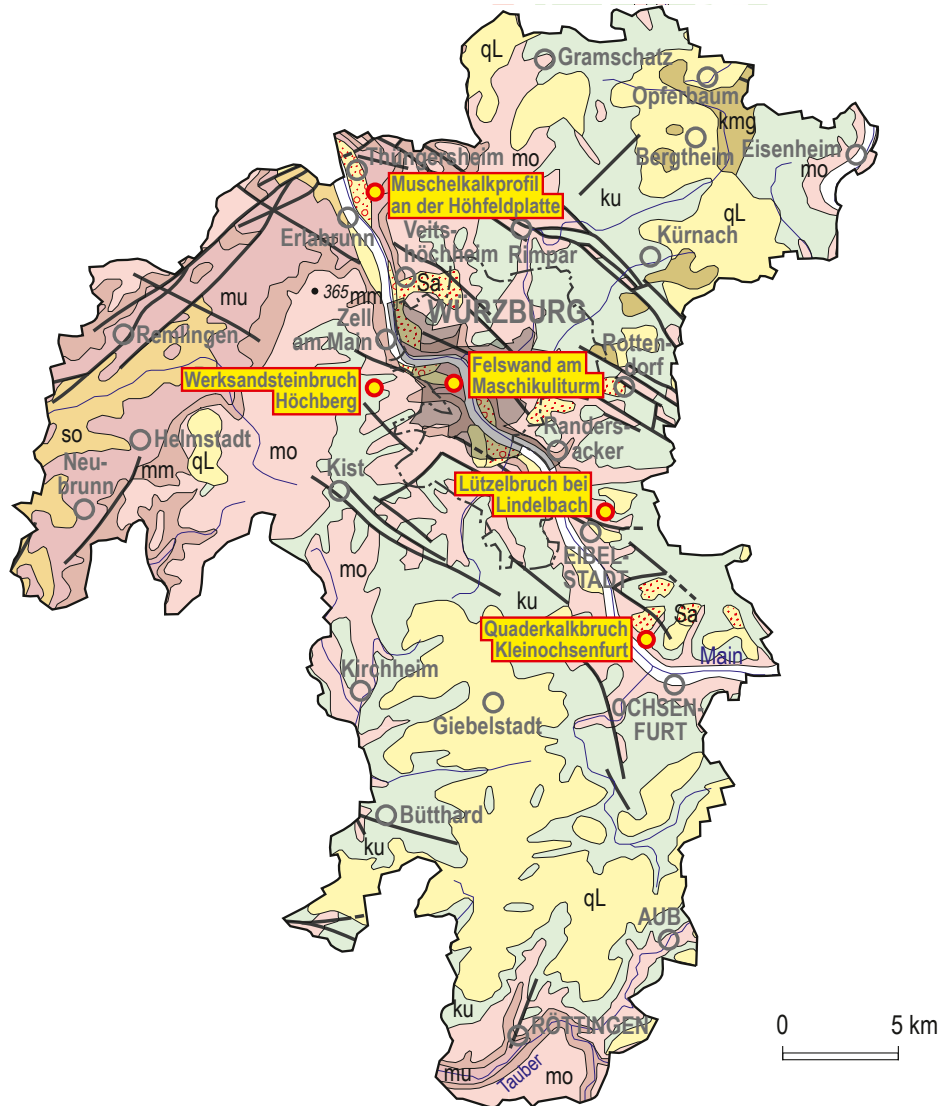 qL
Gramschatz
Opferbaum
kmg
Bergtheim
Eisenheim
mo
Thüngersheim
mo
Muschelkalkprofil
an der Höhfeldplatte
ku
qL
Erlabrunn
Veits-
höchheim
Rimpar
Kürnach
mu
365
mm
Sa
WÜRZBURG
Zell
am Main
Remlingen
Rotten-
dorf
Werksandsteinbruch
Höchberg
Felswand am
Maschikuliturm
so
Helmstadt
mm
qL
mo
Randers-
acker
Neu-
brunn
Kist
Lützelbruch bei
Lindelbach
EIBEL-
STADT
mo
ku
Sa
Quaderkalkbruch
Kleinochsenfurt
Main
Kirchheim
Giebelstadt
OCHSEN-
FURT
Bütthard
ku
qL
AUB
ku
RÖTTINGEN
mu
Tauber
mo
0
5 km